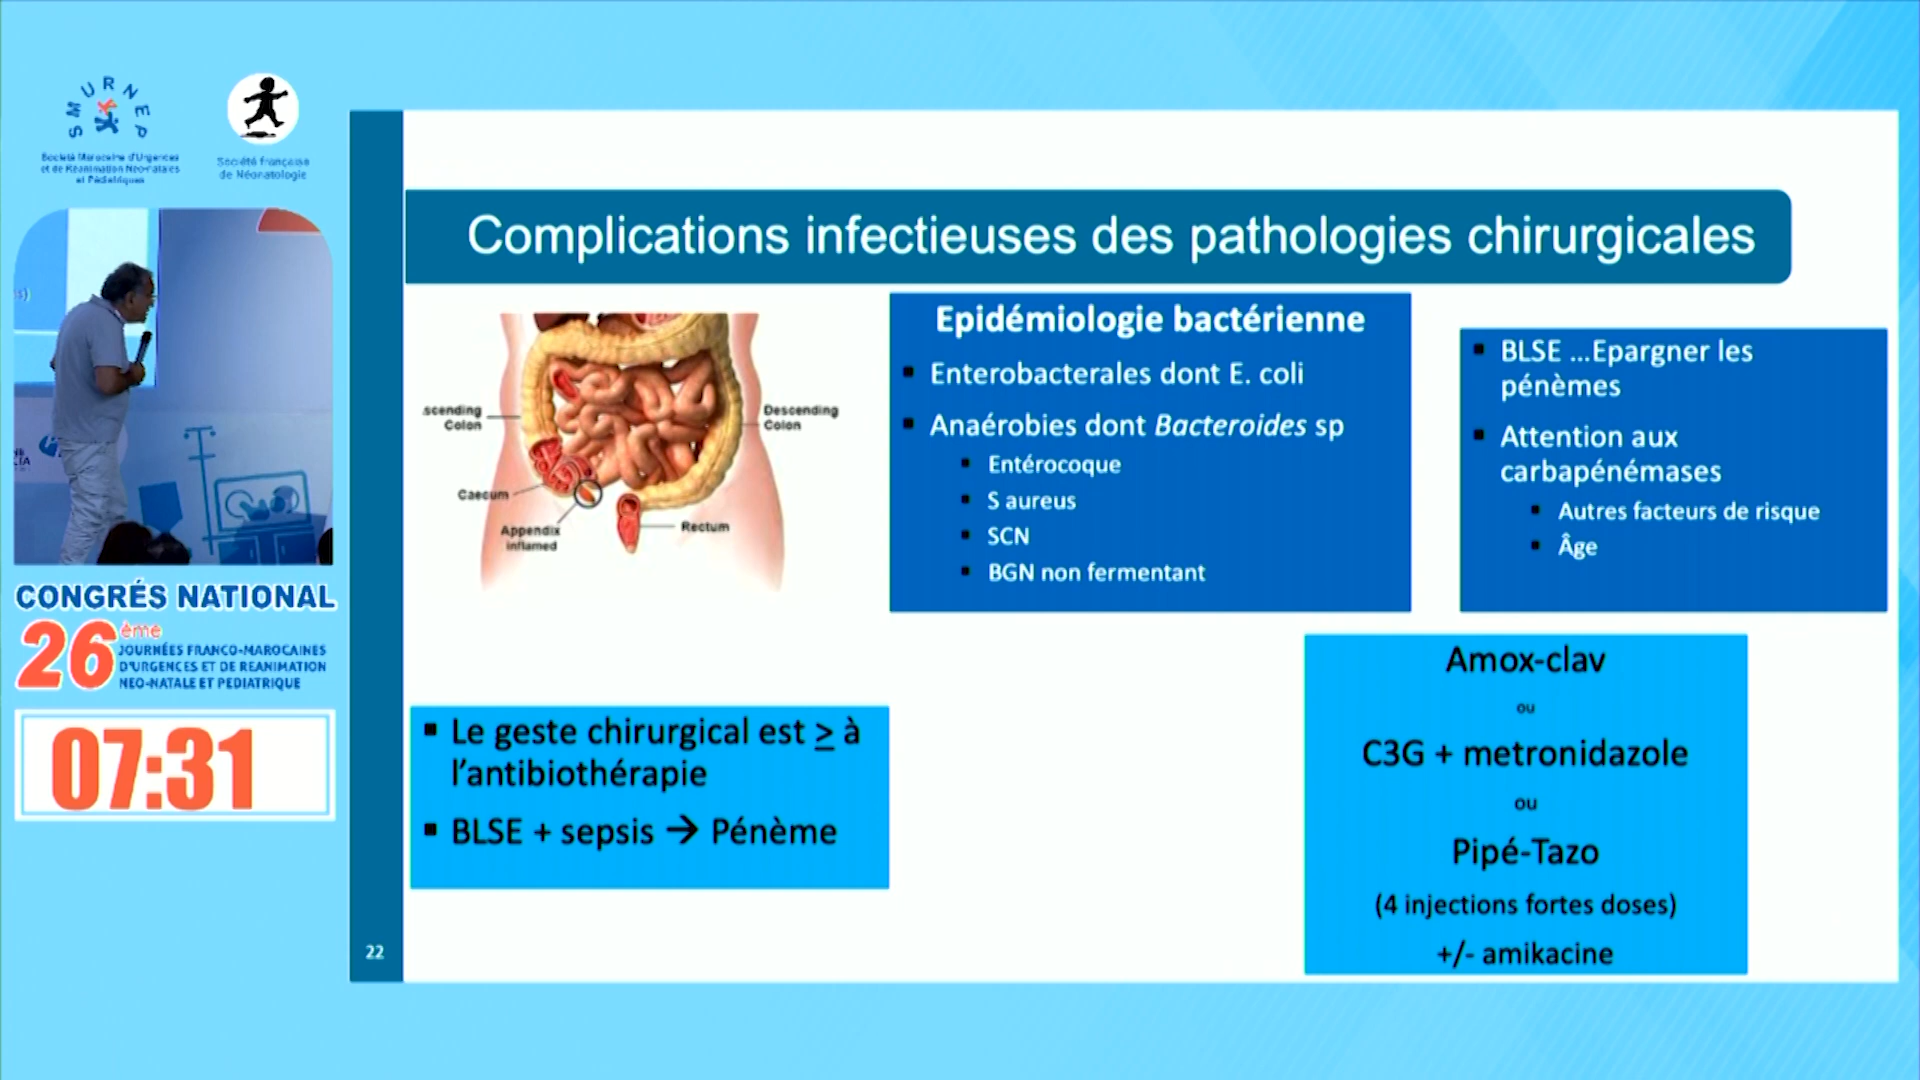 SMURNEP
Société Marocaine d'Urgences
et de Réanimation Néo-natales
et Pédiatriques
Société française
de Néonatologie
CONGRÉS NATIONAL
26ème
JOURNÉES FRANCO-MAROCAINES
D'URGENCES ET DE REANIMATION
NEO-NATALE ET PEDIATRIQUE
07:31
22
Complications infectieuses des pathologies chirurgicales
scending
Colon
Descending
Colon
Caecum
Appendix
inflamed
Rectum
Epidémiologie bactérienne
Enterobacterales dont E. coli
Anaérobies dont Bacteroides sp
Entérocoque
S aureus
SCN
BGN non fermentant
BLSE ...Epargner les
pénèmes
Attention aux
carbapénémases
Autres facteurs de risque
Âge
Le geste chirurgical est ≥ à
l'antibiothérapie
BLSE + sepsis → Pénème
Amox-clav
ou
C3G + metronidazole
ou
Pipé-Tazo
(4 injections fortes doses)
+/- amikacine